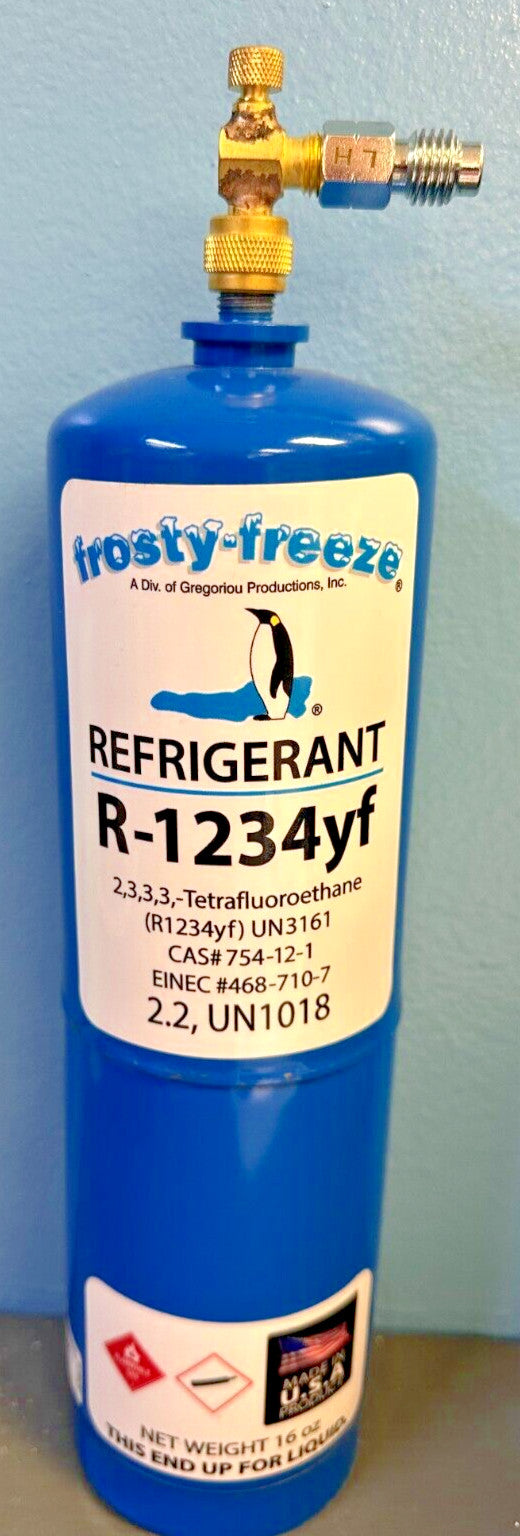 LH
frosty-freeze®
A Div. of Gregoriou Productions, Inc.
®
REFRIGERANT
R-1234yf
2,3,3,3,-Tetrafluoroethane
(R1234yf) UN3161
CAS# 754-12-1
EINEC #468-710-7
2.2, UN1018
MADE IN
U.S.A
PRODUCT
NET WEIGHT 16 oz
THIS END UP FOR LIQUID.